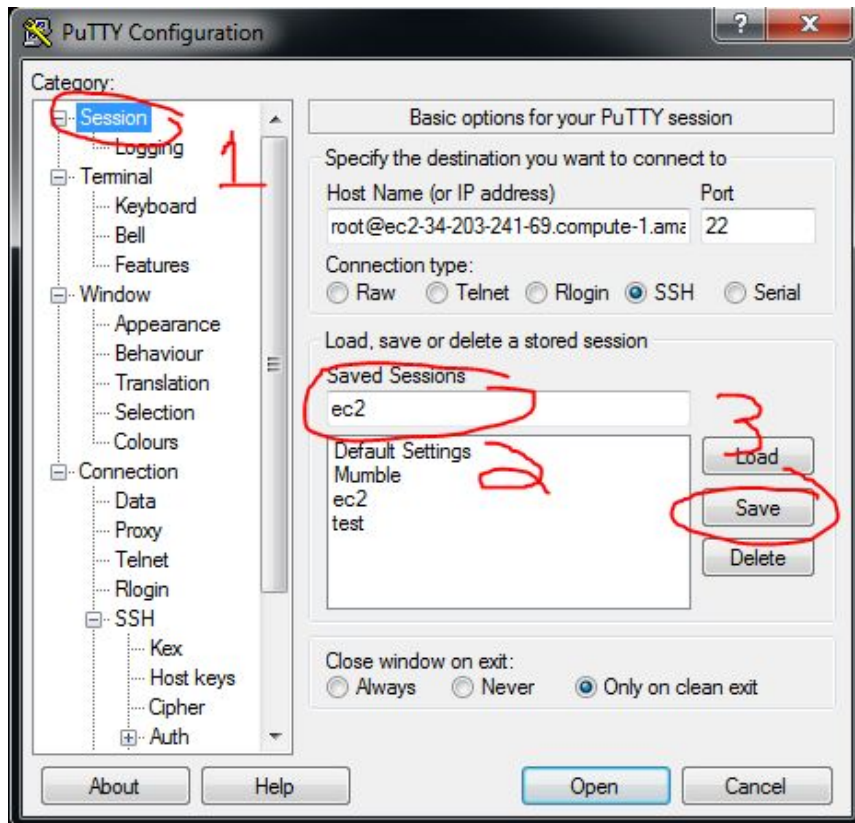 PuTTY Configuration
?
X
Category:
Session
Logging
1
Terminal
Keyboard
Bell
Features
Window
Appearance
Behaviour
Translation
Selection
Colours
Connection
Data
Proxy
Telnet
Rlogin
SSH
Kex
Host keys
Cipher
Auth
Basic options for your PuTTY session
Specify the destination you want to connect to
Host Name (or IP address) Port
root@ec2-34-203-241-69.compute-1.ama 22
Connection type:
Raw Telnet Rlogin SSH Serial
Load, save or delete a stored session
Saved Sessions
ec2
3
Default Settings
2
Mumble
ec2
test
Load
Save
Delete
Close window on exit:
Always Never Only on clean exit
About Help Open Cancel